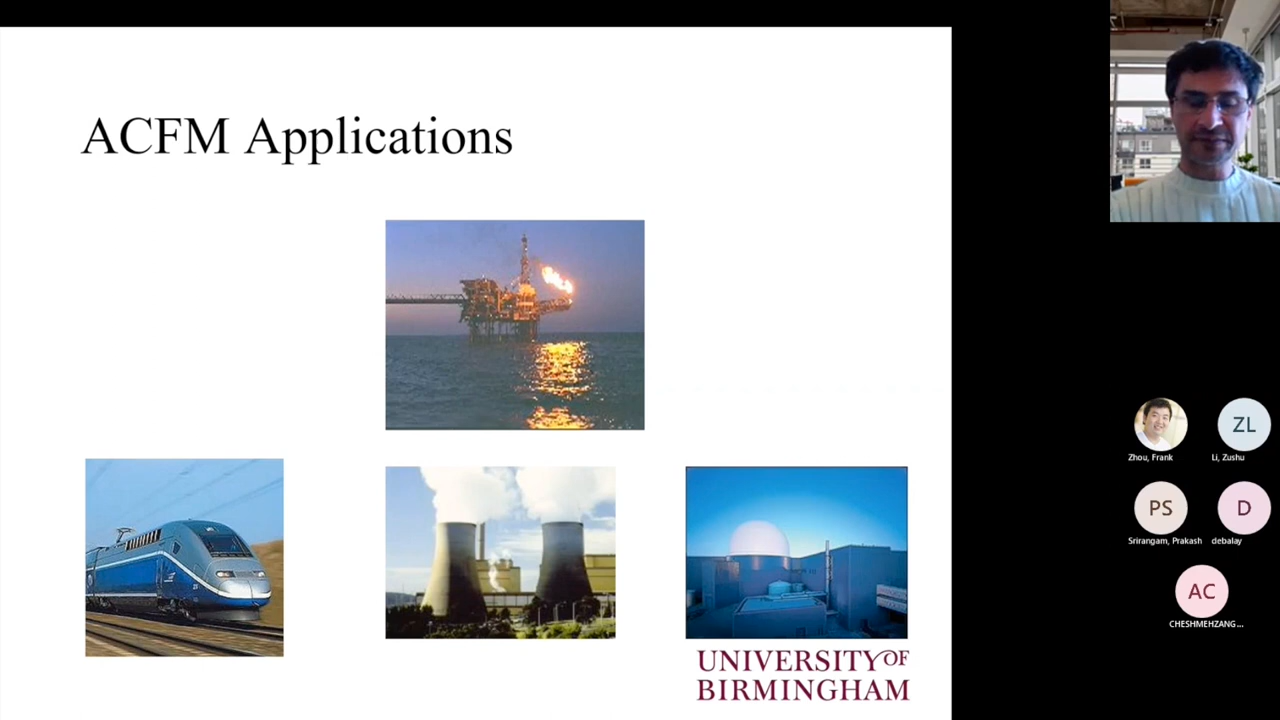 ACFM Applications
UNIVERSITY OF
BIRMINGHAM
ZL
Zhou, Frank
Li, Zushu
PS
D
Srirangam, Prakash
debalay
AC
CHESHMEHZANG...